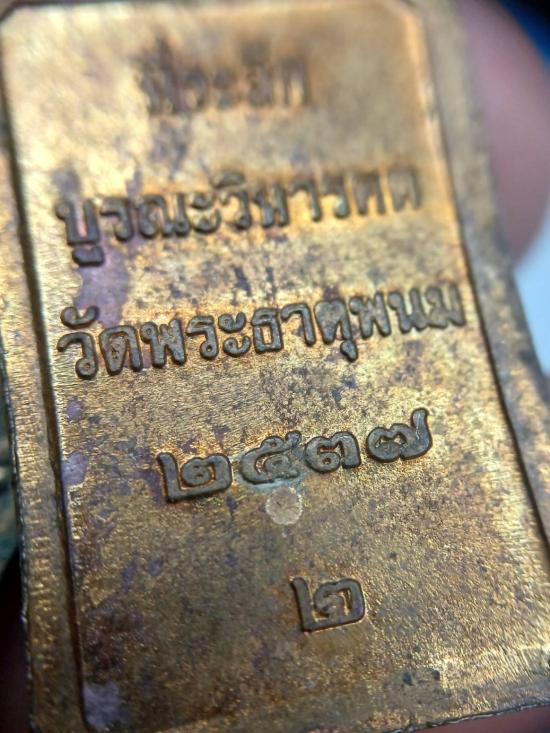 ที่ระลึก
บูรณะวิหารคต
วัดพระธาตุพนม
๒๕๓๗
๒